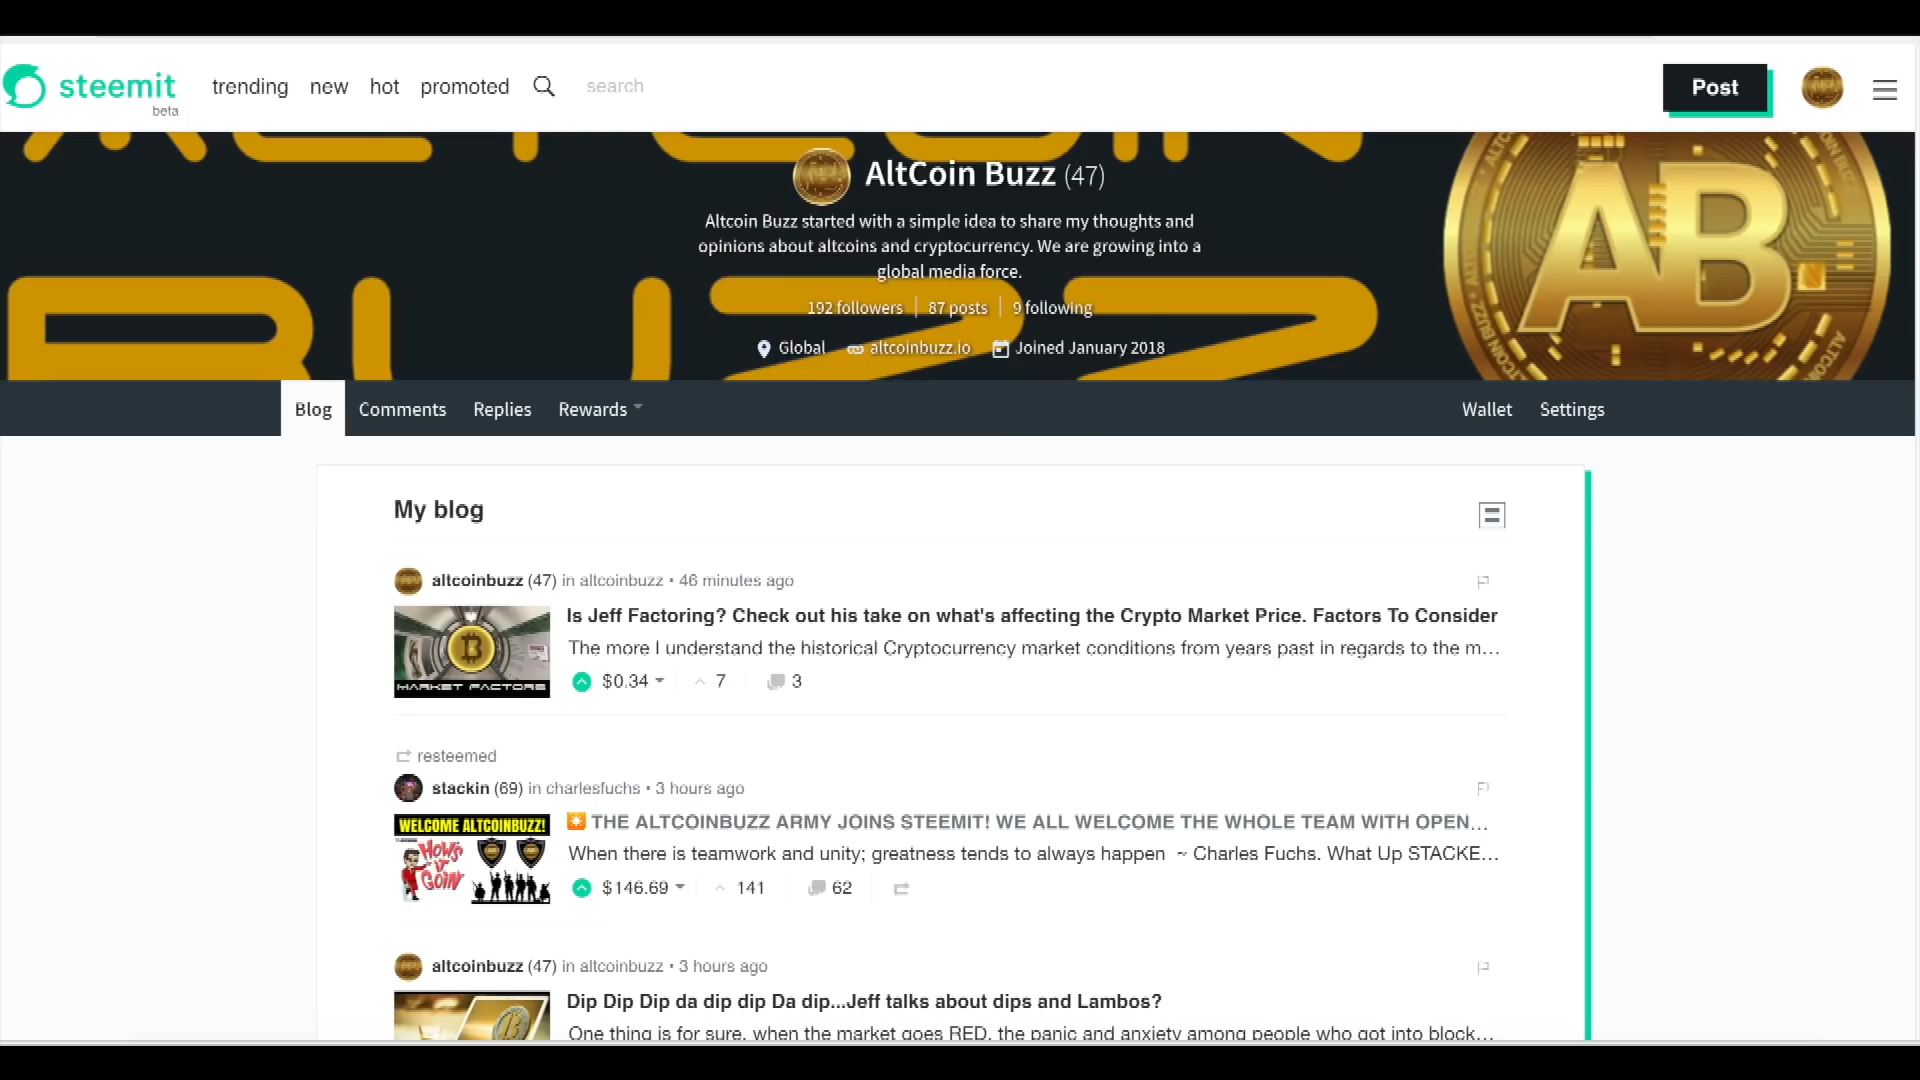 steemit
beta
trending new hot promoted search
Post
AltCoin Buzz (47)
Altcoin Buzz started with a simple idea to share my thoughts and
opinions about altcoins and cryptocurrency. We are growing into a
global media force.
192 followers 87 posts 9 following
Global altcoinbuzz.io Joined January 2018
AB
Blog Comments Replies Rewards Wallet Settings
My blog
altcoinbuzz (47) in altcoinbuzz • 46 minutes ago
Is Jeff Factoring? Check out his take on what's affecting the Crypto Market Price. Factors To Consider
The more I understand the historical Cryptocurrency market conditions from years past in regards to the m...
MARKET FACTORS
$0.34 7 3
resteemed
stackin (69) in charlesfuchs • 3 hours ago
WELCOME ALTCOINBUZZ!
HOWS IT GOIN
💥 THE ALTCOINBUZZ ARMY JOINS STEEMIT! WE ALL WELCOME THE WHOLE TEAM WITH OPEN...
When there is teamwork and unity; greatness tends to always happen ~ Charles Fuchs. What Up STACKE...
$146.69 141 62
altcoinbuzz (47) in altcoinbuzz • 3 hours ago
Dip Dip Dip da dip dip Da dip...Jeff talks about dips and Lambos?
One thing is for sure, when the market goes RED, the panic and anxiety among people who got into block...